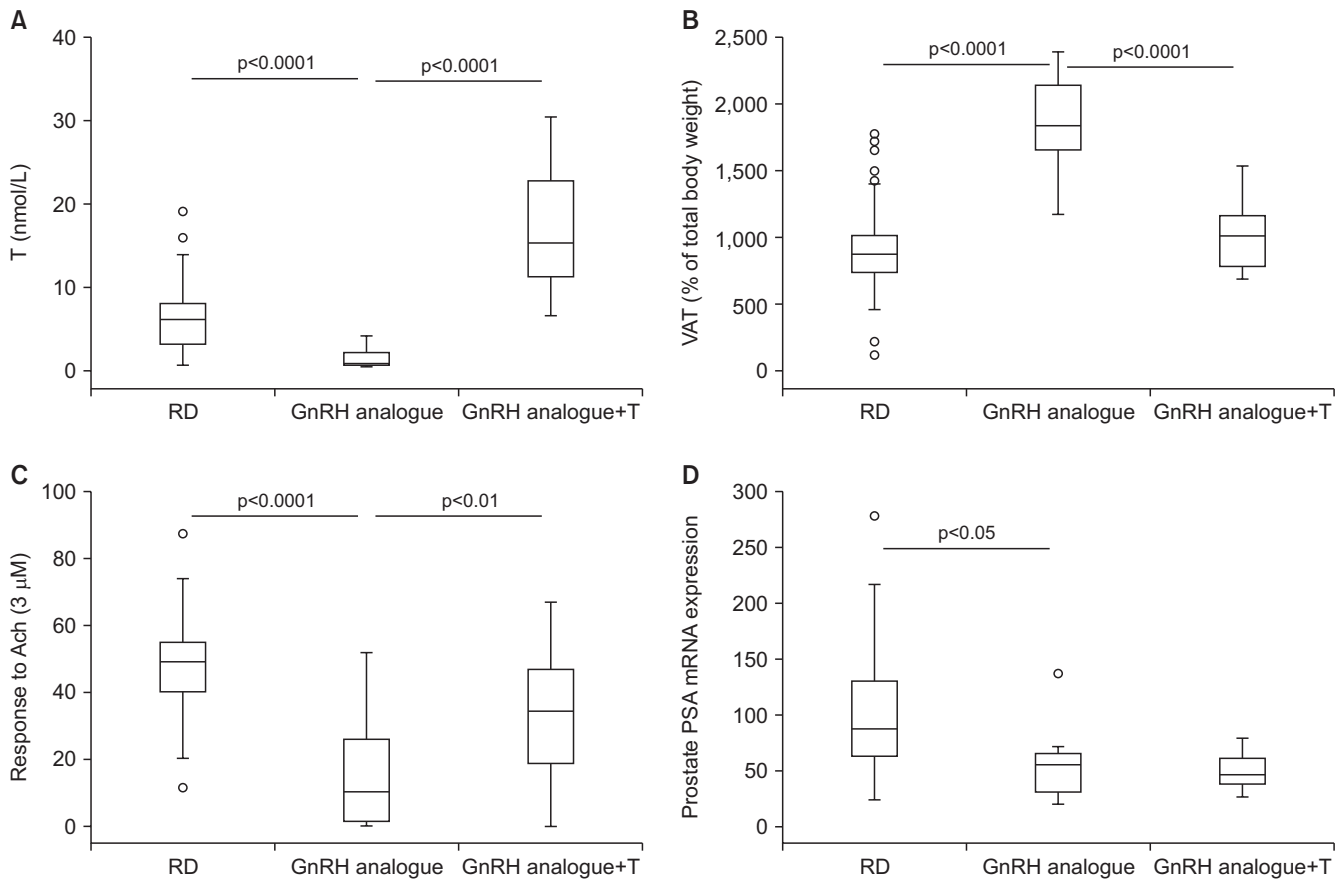 A
T (nmol/L)
40
30
20
10
0
p<0.0001
p<0.0001
RD
GnRH analogue
GnRH analogue+T
B
VAT (% of total body weight)
2,500
2,000
1,500
1,000
500
0
p<0.0001
p<0.0001
RD
GnRH analogue
GnRH analogue+T
C
Response to Ach (3 μM)
100
80
60
40
20
0
p<0.0001
p<0.01
RD
GnRH analogue
GnRH analogue+T
D
Prostate PSA mRNA expression
300
250
200
150
100
50
0
p<0.05
RD
GnRH analogue
GnRH analogue+T